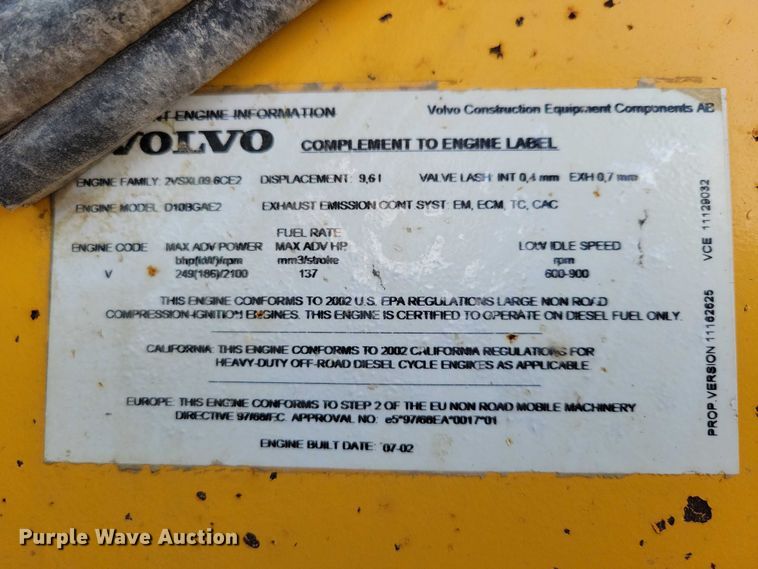 ENGINE INFORMATION Volvo Construction Equipment Components AB
VOLVO COMPLEMENT TO ENGINE LABEL
ENGINE FAMILY: 2VSXL09.6CE2 DISPLACEMENT: 9,6 l VALVE LASH: INT 0,4 mm EXH 0,7 mm
ENGINE MODEL: D10BGAE2 EXHAUST EMISSION CONT SYST: EM, ECM, TC, CAC
FUEL RATE
ENGINE CODE MAX ADV POWER MAX ADV HP LOW IDLE SPEED
bhp(kW)/rpm mm3/stroke rpm
V 249(186)/2100 137 600-900
THIS ENGINE CONFORMS TO 2002 U.S. EPA REGULATIONS LARGE NON ROAD
COMPRESSION-IGNITION ENGINES. THIS ENGINE IS CERTIFIED TO OPERATE ON DIESEL FUEL ONLY.
CALIFORNIA: THIS ENGINE CONFORMS TO 2002 CALIFORNIA REGULATIONS FOR
HEAVY-DUTY OFF-ROAD DIESEL CYCLE ENGINES AS APPLICABLE
EUROPE: THIS ENGINE CONFORMS TO STEP 2 OF THE EU NON ROAD MOBILE MACHINERY
DIRECTIVE 97/68/EC. APPROVAL NO: e5*97/68EA*0017*01
ENGINE BUILT DATE: 07-02
PROP. VERSION 11162625 VCE 11129032
Purple Wave Auction